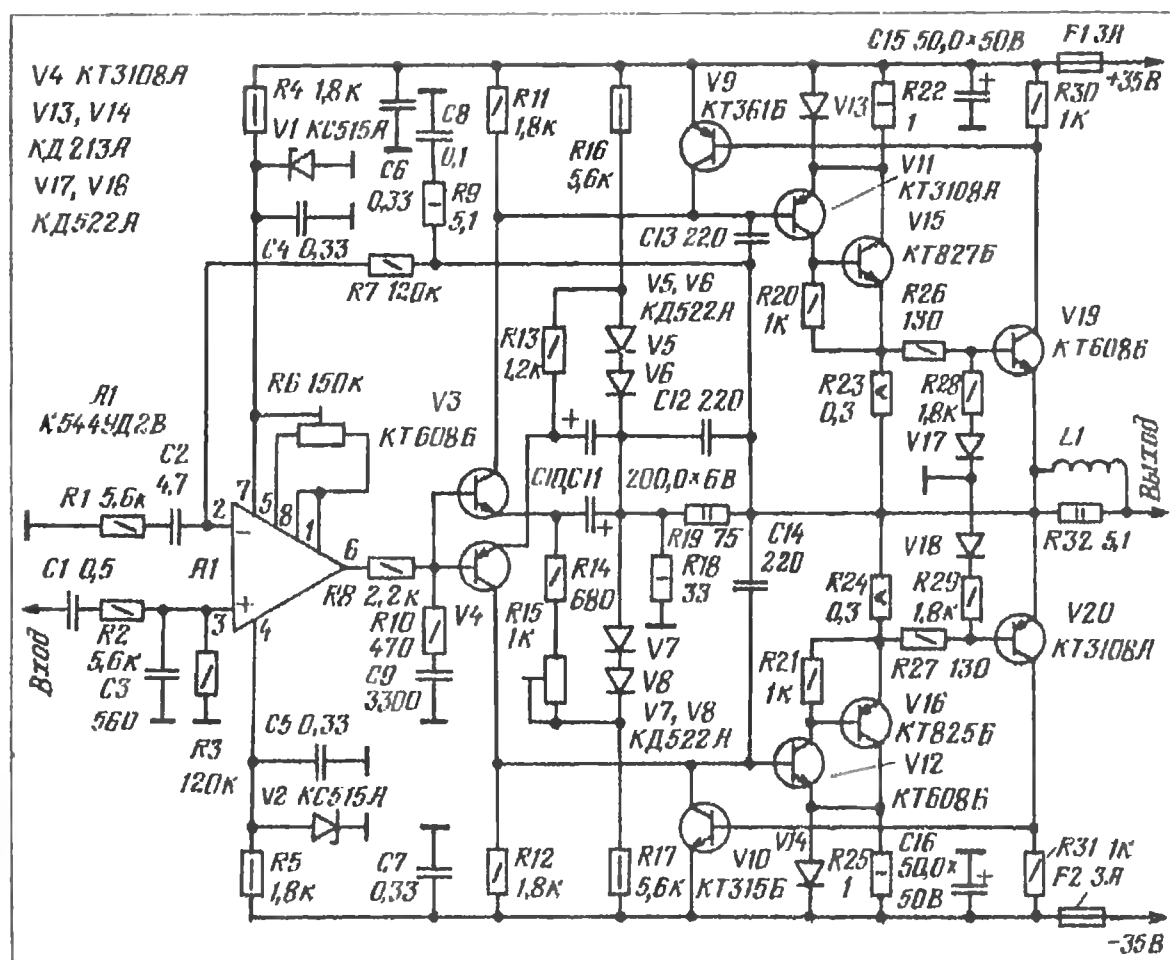 V4 КТ3108А
V13, V14
КД213А
V17, V18
КД522А
R4 1,8к
V1 КС515А
C6
0,33
C8
0,1
R9
5,1
C4 0,33
R7 120к
R11
1,8к
R16
5,6к
V9
КТ361Б
V13
C15 50,0×50В
R22
1
F1 3А
+35В
R30
1К
V11
КТ3108А
V15
КТ827Б
C13 220
R20
1к
R26
130
V19
КТ608Б
V5, V6
КД522А
V5
V6
R13
1,2к
C12 220
R23
0,3
R28
1,8к
V17
L1
Выход
R6 150к
А1
К544УД2В
V3
КТ608Б
C2
4,7
R1 5,6к
2
7
5
8
1
6
3
4
А1
C1 0,5
Вход
R2
5,6к
C3
560
R3
120к
R8
2,2к
R10
470
C9
3300
V4
C10,C11
200,0×6В
R14
680
R15
1к
R19 75
R18
33
C14
220
V7
V8
V7, V8
КД522А
R24
0,3
V18
R29
1,8к
R32 5,1
R21
1к
R27 130
V20
КТ3108А
V16
КТ825Б
V12
КТ608Б
C5 0,33
V2 КС515А
R5
1,8к
C7
0,33
R12
1,8к
R17
5,6к
V10
КТ315Б
V14
R25
1
C16
50,0×
50В
R31 1К
F2 3А
-35В